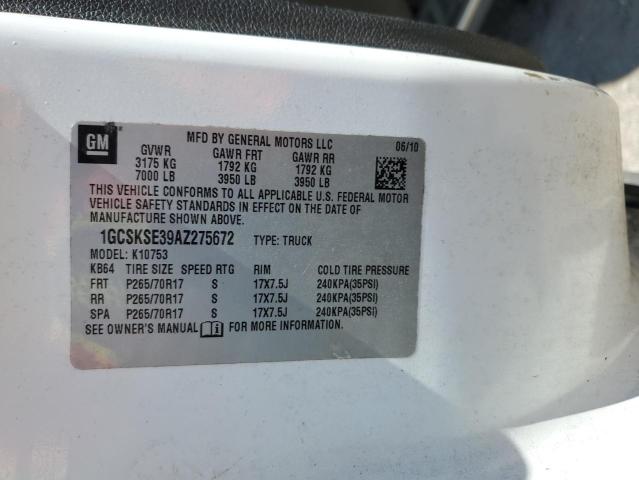 GM
MFD BY GENERAL MOTORS LLC
06/10
GVWR GAWR FRT GAWR RR
3175 KG 1792 KG 1792 KG
7000 LB 3950 LB 3950 LB
THIS VEHICLE CONFORMS TO ALL APPLICABLE U.S. FEDERAL MOTOR
VEHICLE SAFETY STANDARDS IN EFFECT ON THE DATE OF
MANUFACTURE SHOWN ABOVE.
1GCSKSE39AZ275672 TYPE: TRUCK
MODEL: K10753
KB64 TIRE SIZE SPEED RTG RIM COLD TIRE PRESSURE
FRT P265/70R17 S 17X7.5J 240KPA(35PSI)
RR P265/70R17 S 17X7.5J 240KPA(35PSI)
SPA P265/70R17 S 17X7.5J 240KPA(35PSI)
SEE OWNER'S MANUAL i FOR MORE INFORMATION.